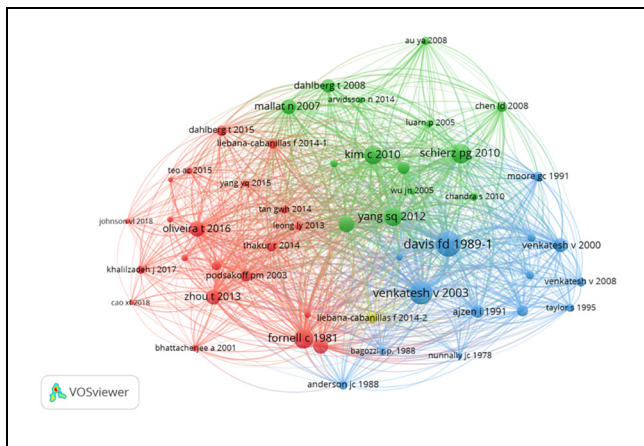 au ya 2008
dahlberg t 2008
arvidsson n 2014
mallat n 2007
chen ld 2008
luarn p 2005
dahlberg t 2015
liebana-cabanillas f 2014-1
kim c 2010
schierz pg 2010
teo ac 2015
moore gc 1991
yang yq 2015
wu jn 2005
chandra s 2010
tan gwh 2014
johnson vl 2018
yang sq 2012
oliveira t 2016
leong ly 2013
davis fd 1989-1
venkatesh v 2000
thakur r 2014
khalilzadeh j 2017
podsakoff pm 2003
venkatesh v 2008
zhou t 2013
venkatesh v 2003
cao xt 2018
taylor s 1995
ajzen i 1991
liebana-cabanillas f 2014-2
fornell c 1981
bhattacherjee a 2001
bagozzi r.p. 1988
nunnally jc 1978
anderson jc 1988
VOSviewer